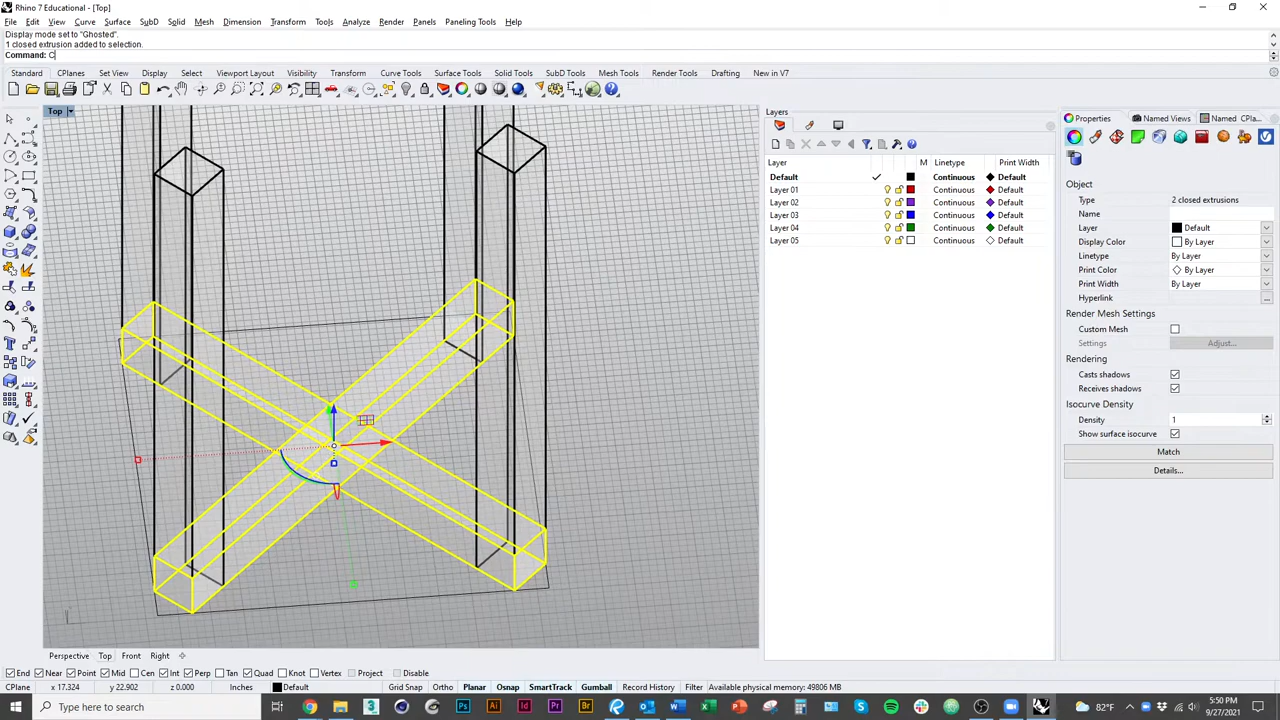 Rhino 7 Educational - [Top]
File Edit View Curve Surface SubD Solid Mesh Dimension Transform Tools Analyze Render Panels Paneling Tools Help
Display mode set to "Ghosted".
1 closed extrusion added to selection.
Command: C
Standard CPlanes Set View Display Select Viewport Layout Visibility Transform Curve Tools Surface Tools Solid Tools SubD Tools Mesh Tools Render Tools Drafting New in V7
Top
Layers
Layer M Linetype Print Width
Default Continuous Default
Layer 01 Continuous Default
Layer 02 Continuous Default
Layer 03 Continuous Default
Layer 04 Continuous Default
Layer 05 Continuous Default
Properties Named Views Named CPla...
Object
Type 2 closed extrusions
Name
Layer Default
Display Color By Layer
Linetype By Layer
Print Color By Layer
Print Width By Layer
Hyperlink ...
Render Mesh Settings
Custom Mesh
Settings Adjust...
Rendering
Casts shadows
Receives shadows
Isocurve Density
Density 1
Show surface isocurve
Match
Details...
Perspective Top Front Right
End Near Point Mid Cen Int Perp Tan Quad Knot Vertex Project Disable
CPlane x 17.324 y 22.902 z 0.000 Inches Default Grid Snap Ortho Planar Osnap SmartTrack Gumball Record History Filter Available physical memory: 49806 MB
Type here to search
5:50 PM
9/27/2021